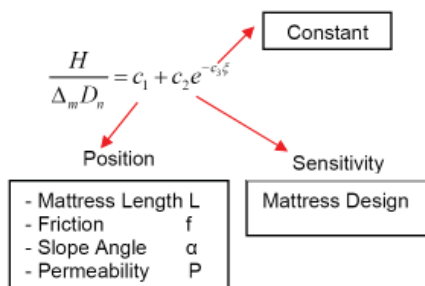 Constant
H / Δ_m D_n = c_1 + c_2 e^{-c_3 ξ}
Position
Sensitivity
- Mattress Length L
- Friction f
- Slope Angle α
- Permeability P
Mattress Design